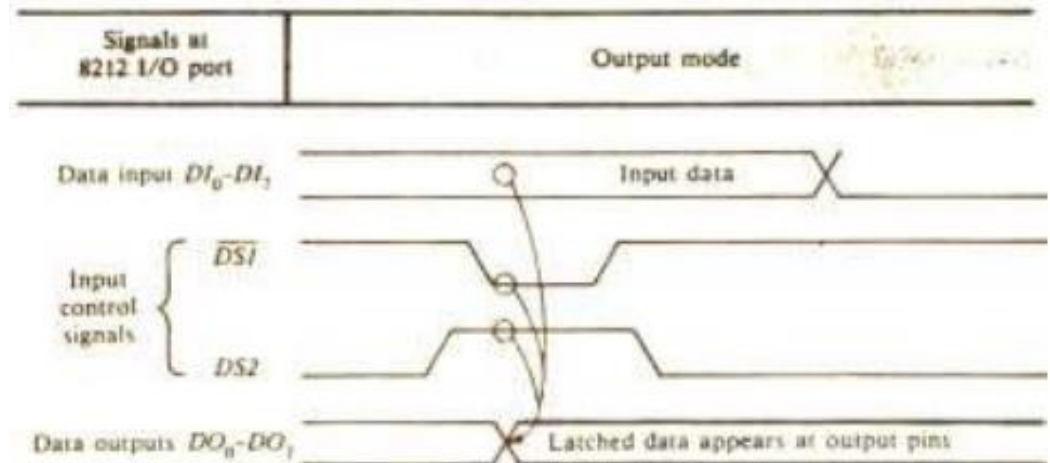 Signals at
8212 I/O port
Output mode
Data input DI₀-DI₇
Input data
DS1
Input
control
signals
DS2
Data outputs DO₀-DO₇
Latched data appears at output pins